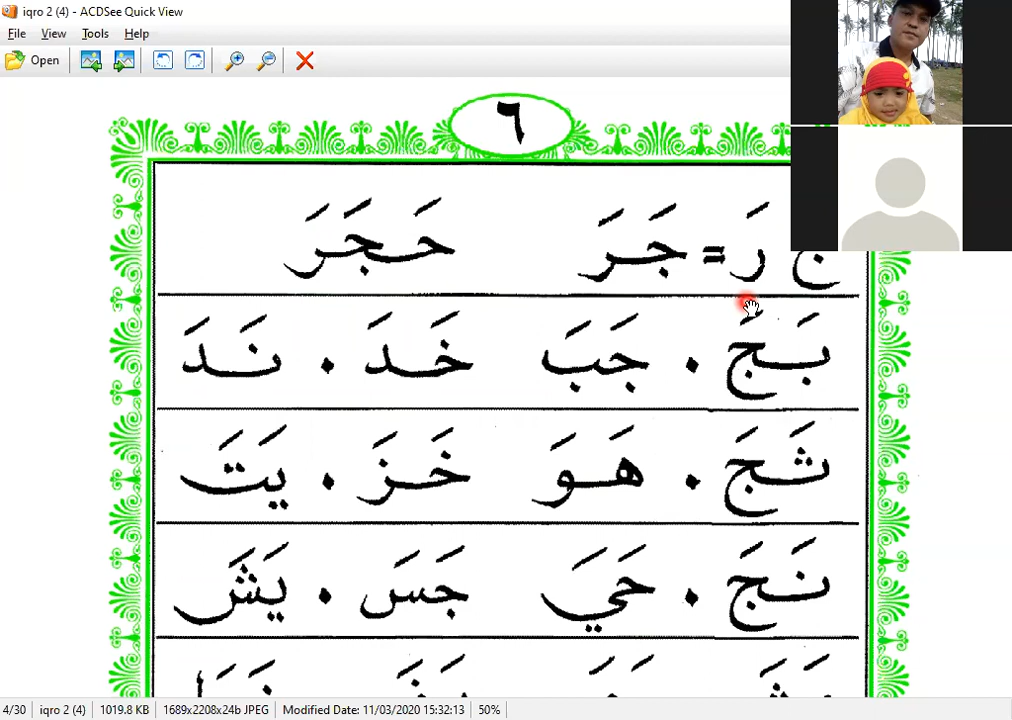 iqro 2 (4) - ACDSee Quick View
File View Tools Help
Open
٦
جَ رَ = جَرَ حَجَرَ
بَجَ . جَبَ خَدَ . نَدَ
ثَجَ . هَوَ خَزَ . يَتَ
نَجَ . حَيَ جَسَ . يَشَ
4/30 iqro 2 (4) 1019.8 KB 1689x2208x24b JPEG Modified Date: 11/03/2020 15:32:13 50%